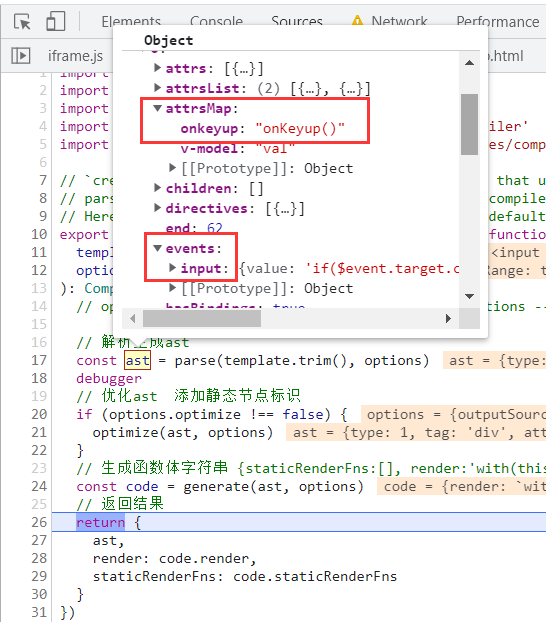 Elements Console Sources Network Performance
iframe.js
.html
Object
attrs: [{…}]
attrsList: (2) [{…}, {…}]
attrsMap:
onkeyup: "onKeyup()"
v-model: "val"
[[Prototype]]: Object
children: []
directives: [{…}]
end: 62
events:
input: {value: 'if($event.target.c
[[Prototype]]: Object
hasBindings: true
1 import
2 import
3 import
4 import piler'
5 import es/comp
6
7 // `cre that u
8 // pars compile
9 // Here default
10 export function
11 templ <input
12 optio Range: t
13 ): Comp
14 // op tions --
15
16 // 解析生成ast
17 const ast = parse(template.trim(), options) ast = {type:
18 debugger
19 // 优化ast 添加静态节点标识
20 if (options.optimize !== false) { options = {outputSour
21 optimize(ast, options) ast = {type: 1, tag: 'div', att
22 }
23 // 生成函数体字符串 {staticRenderFns:[], render:'with(this
24 const code = generate(ast, options) code = {render: `wit
25 // 返回结果
26 return {
27 ast,
28 render: code.render,
29 staticRenderFns: code.staticRenderFns
30 }
31 })